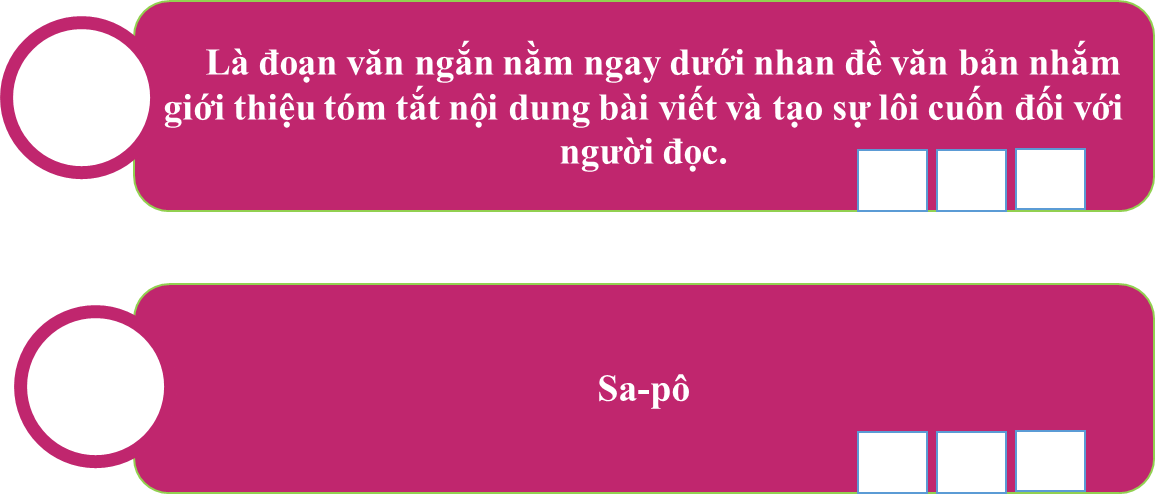 Là đoạn văn ngắn nằm ngay dưới nhan đề văn bản nhắm
giới thiệu tóm tắt nội dung bài viết và tạo sự lôi cuốn đối với
người đọc.
Sa-pô